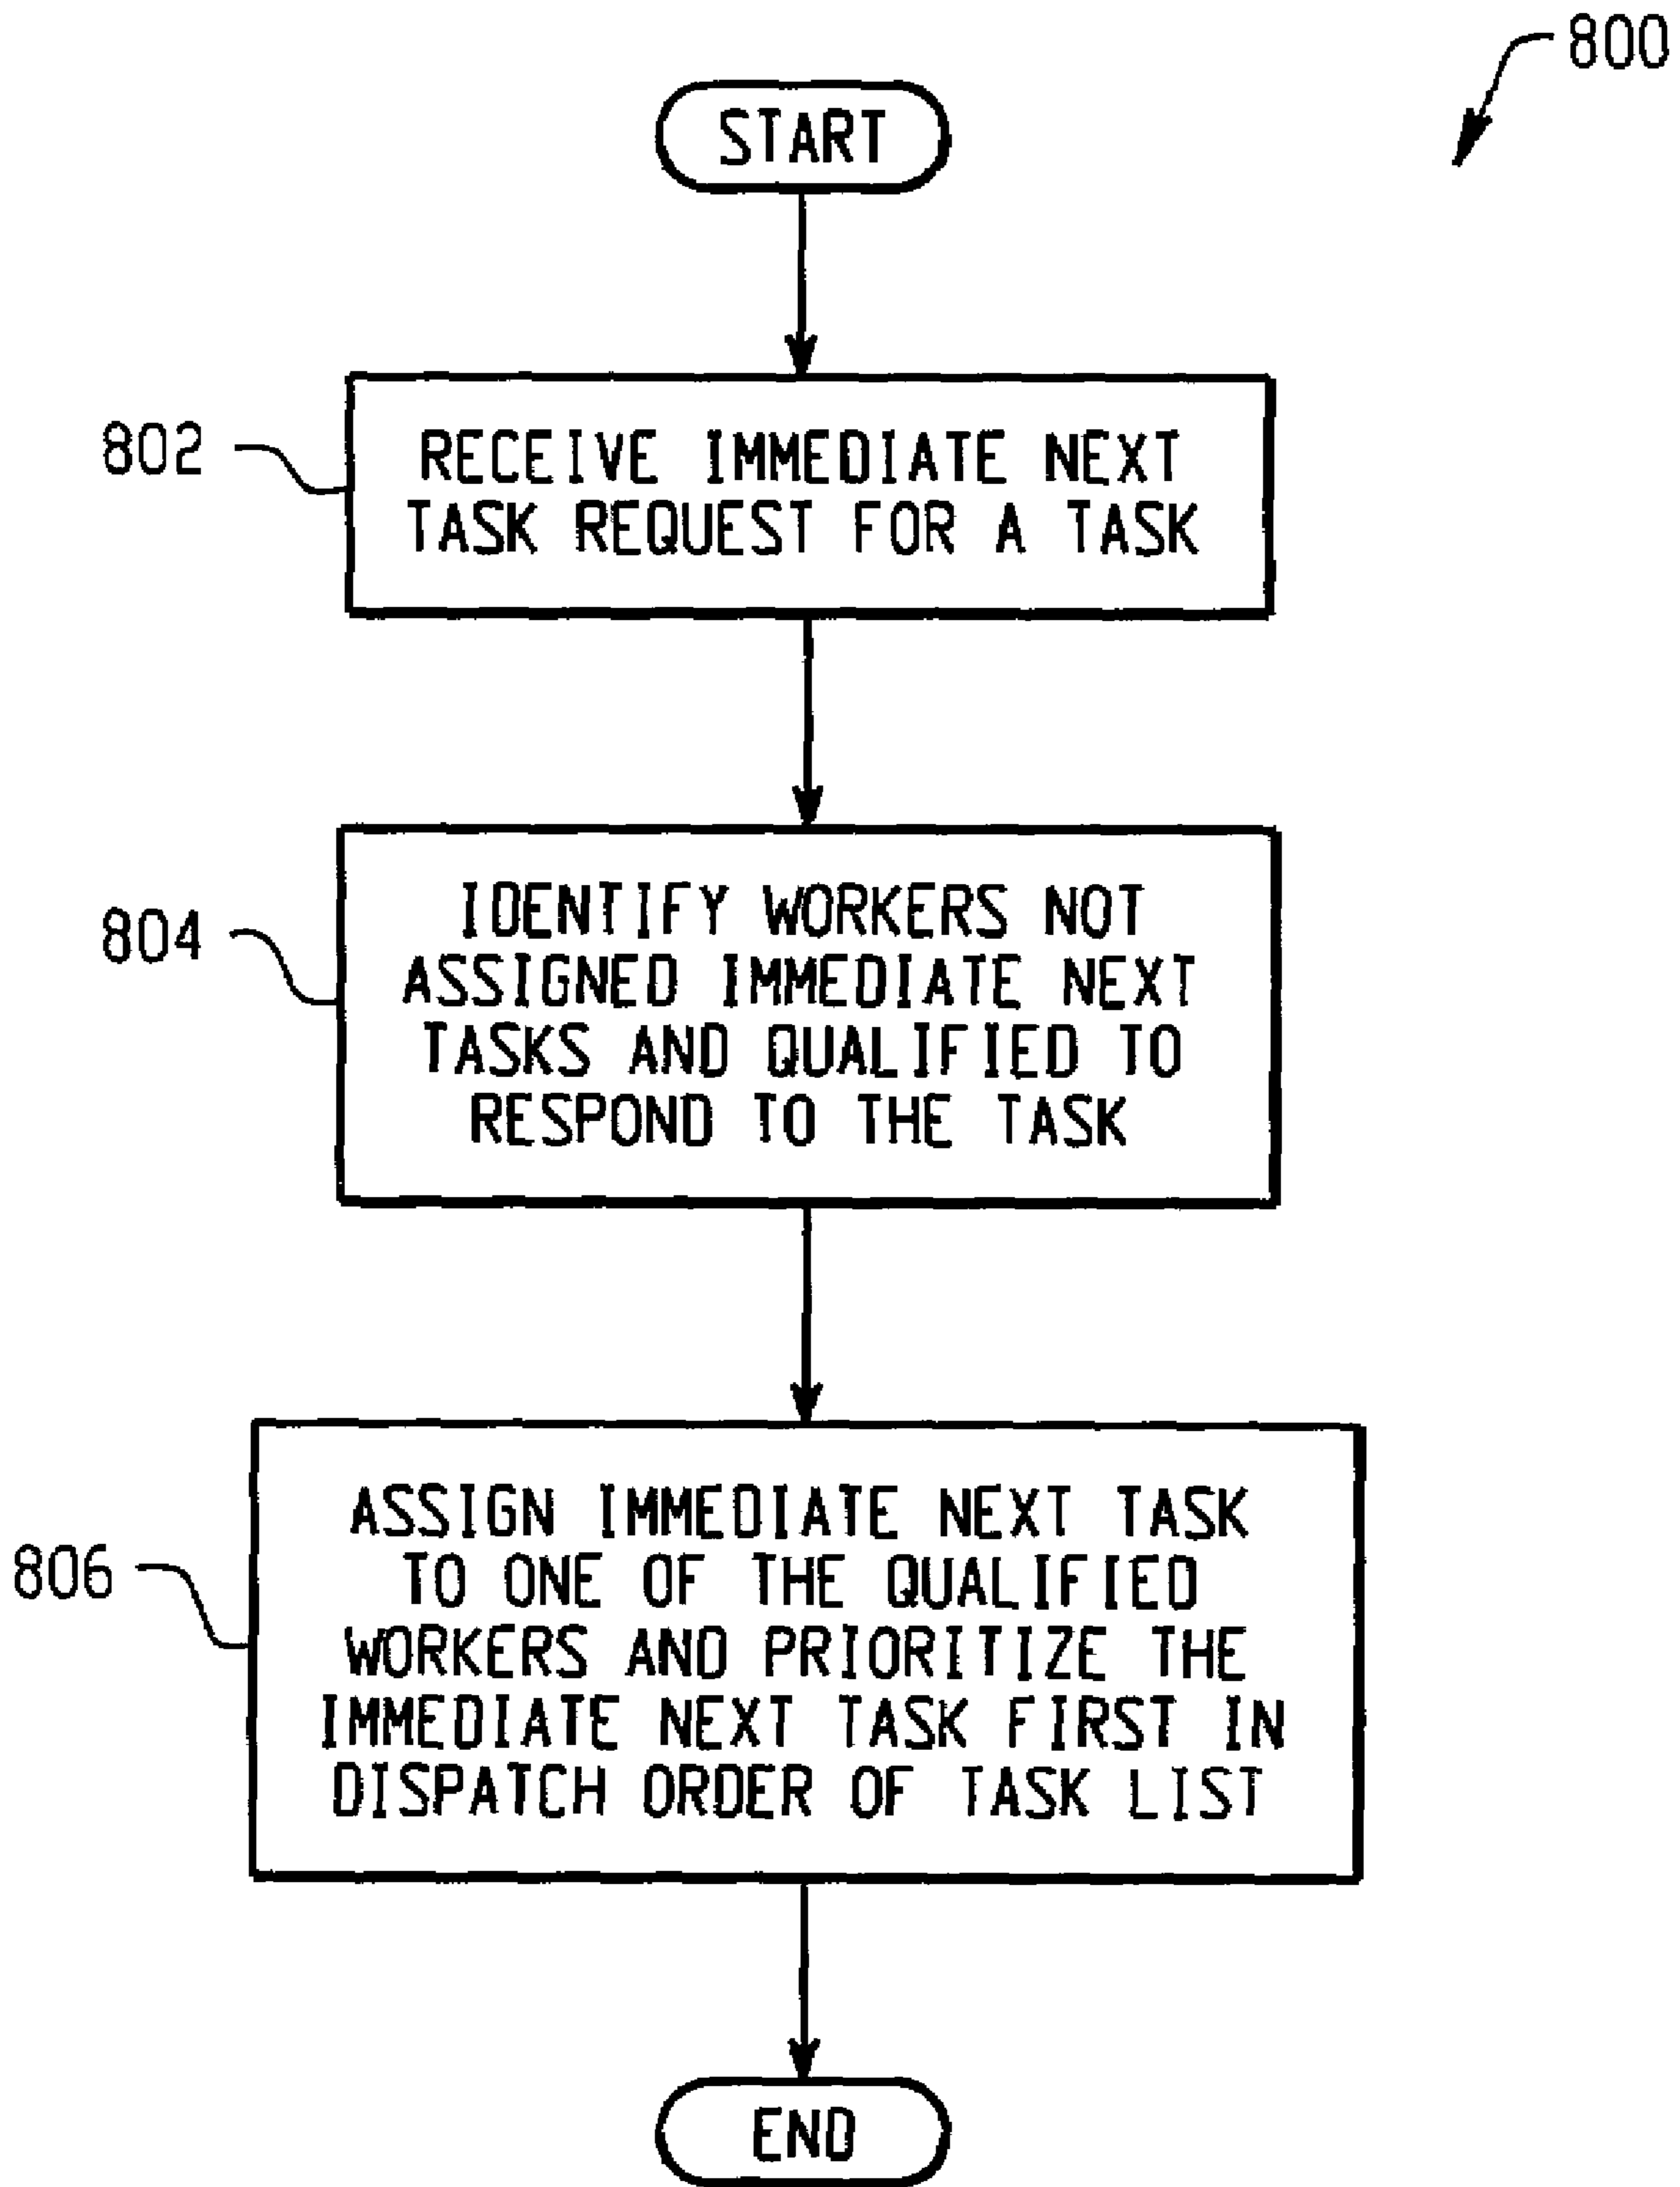 800
START
802
RECEIVE IMMEDIATE NEXT
TASK REQUEST FOR A TASK
804
IDENTIFY WORKERS NOT
ASSIGNED IMMEDIATE NEXT
TASKS AND QUALIFIED TO
RESPOND TO THE TASK
806
ASSIGN IMMEDIATE NEXT TASK
TO ONE OF THE QUALIFIED
WORKERS AND PRIORITIZE THE
IMMEDIATE NEXT TASK FIRST IN
DISPATCH ORDER OF TASK LIST
END